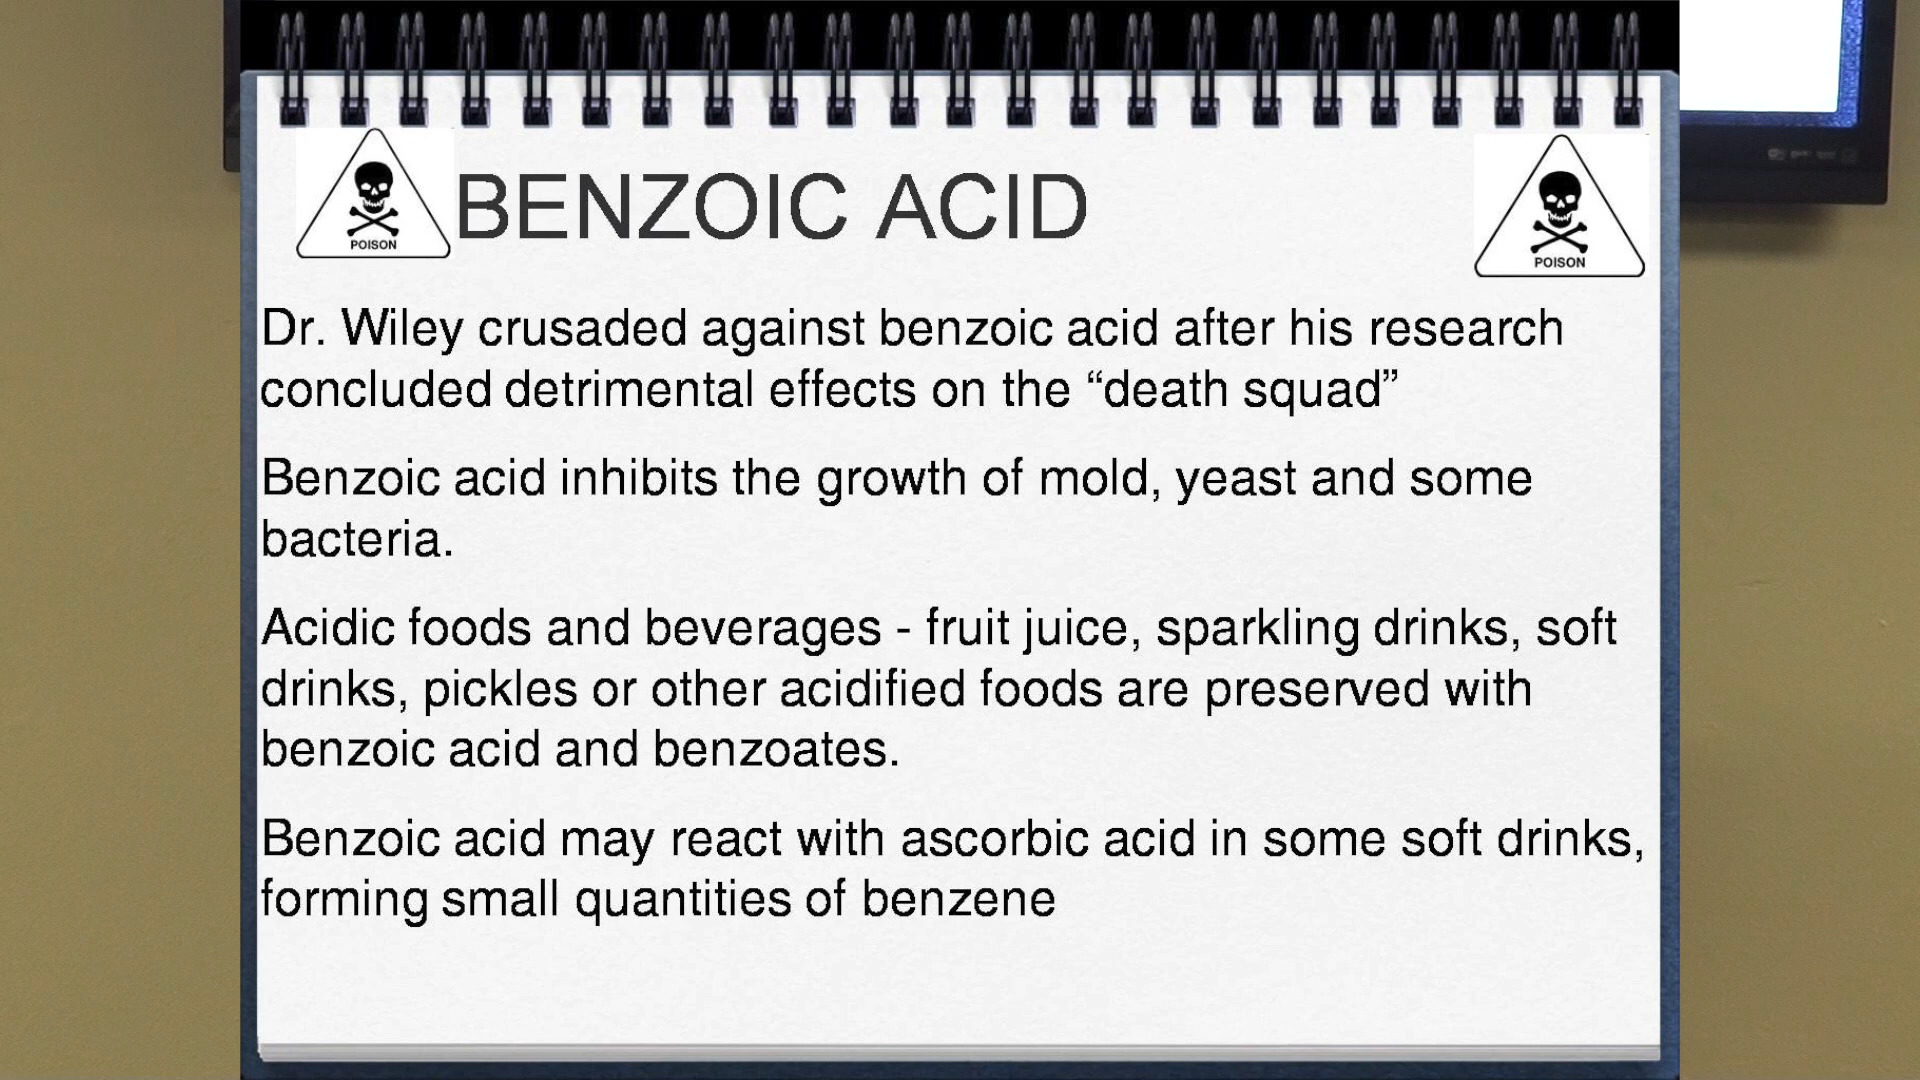 POISON
BENZOIC ACID
POISON
Dr. Wiley crusaded against benzoic acid after his research
concluded detrimental effects on the “death squad”
Benzoic acid inhibits the growth of mold, yeast and some
bacteria.
Acidic foods and beverages - fruit juice, sparkling drinks, soft
drinks, pickles or other acidified foods are preserved with
benzoic acid and benzoates.
Benzoic acid may react with ascorbic acid in some soft drinks,
forming small quantities of benzene